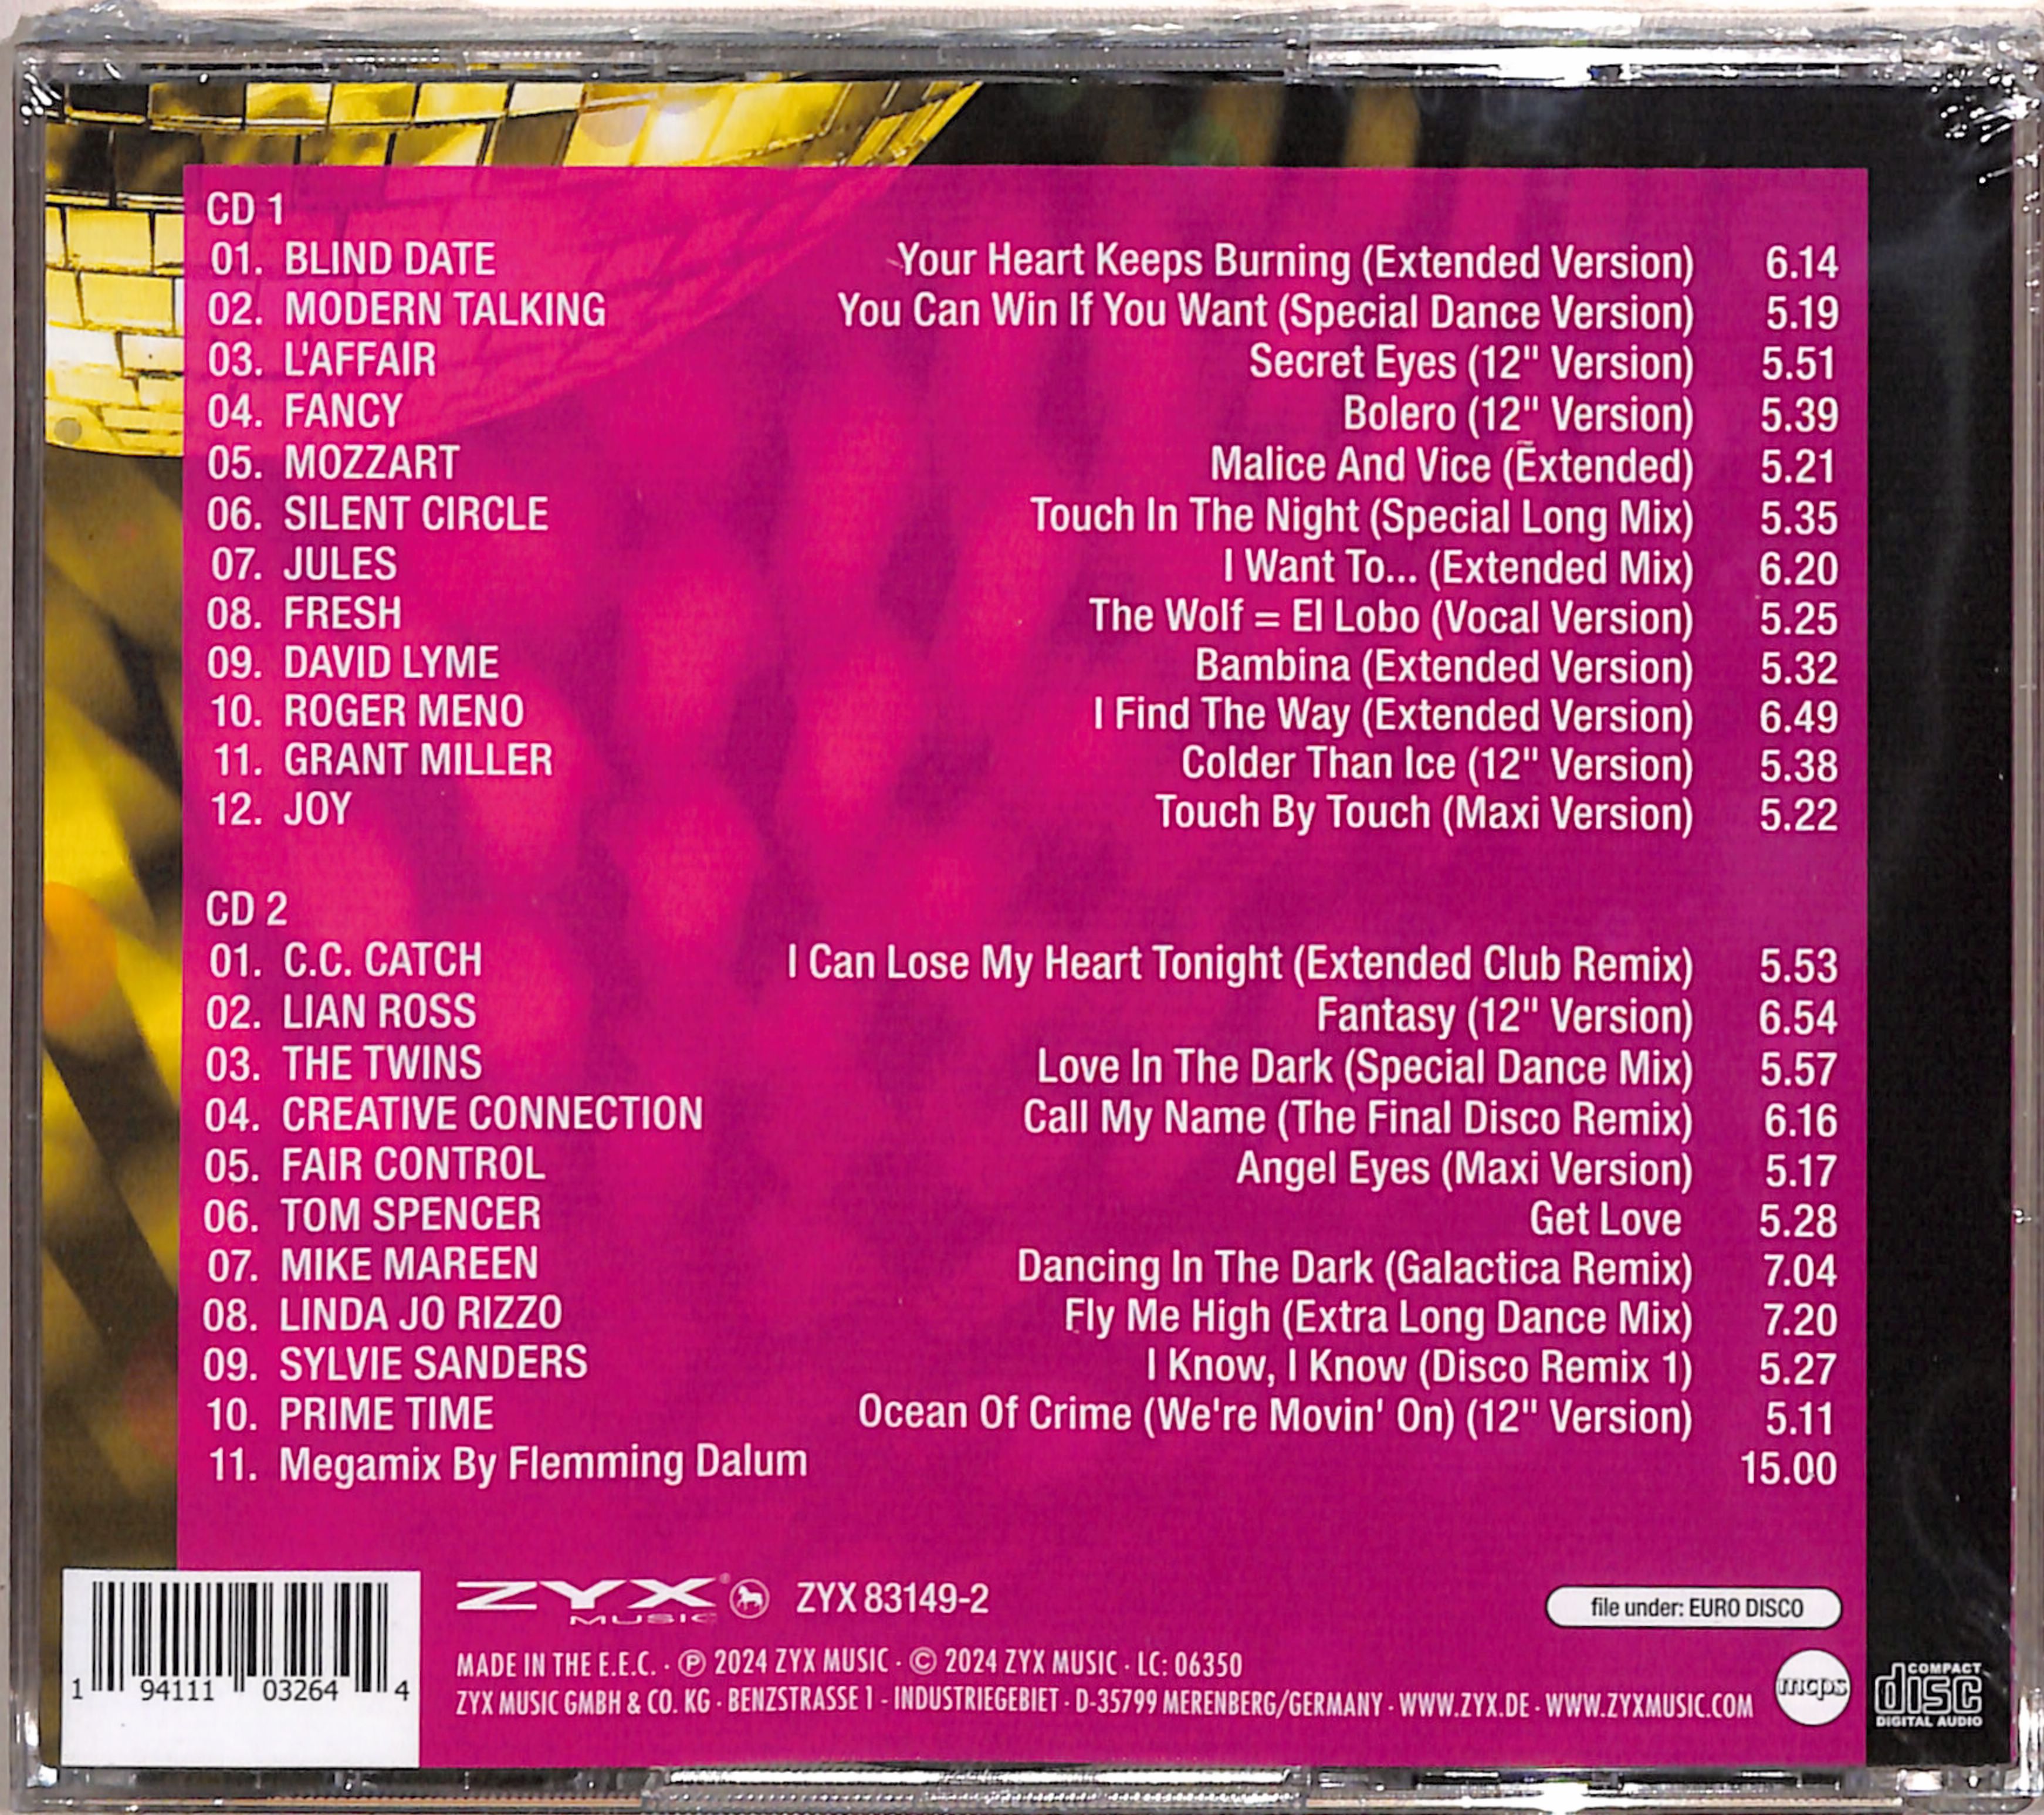 CD 1
01. BLIND DATE Your Heart Keeps Burning (Extended Version) 6.14
02. MODERN TALKING You Can Win If You Want (Special Dance Version) 5.19
03. L'AFFAIR Secret Eyes (12" Version) 5.51
04. FANCY Bolero (12" Version) 5.39
05. MOZZART Malice And Vice (Extended) 5.21
06. SILENT CIRCLE Touch In The Night (Special Long Mix) 5.35
07. JULES I Want To... (Extended Mix) 6.20
08. FRESH The Wolf = El Lobo (Vocal Version) 5.25
09. DAVID LYME Bambina (Extended Version) 5.32
10. ROGER MENO I Find The Way (Extended Version) 6.49
11. GRANT MILLER Colder Than Ice (12" Version) 5.38
12. JOY Touch By Touch (Maxi Version) 5.22
CD 2
01. C.C. CATCH I Can Lose My Heart Tonight (Extended Club Remix) 5.53
02. LIAN ROSS Fantasy (12" Version) 6.54
03. THE TWINS Love In The Dark (Special Dance Mix) 5.57
04. CREATIVE CONNECTION Call My Name (The Final Disco Remix) 6.16
05. FAIR CONTROL Angel Eyes (Maxi Version) 5.17
06. TOM SPENCER Get Love 5.28
07. MIKE MAREEN Dancing In The Dark (Galactica Remix) 7.04
08. LINDA JO RIZZO Fly Me High (Extra Long Dance Mix) 7.20
09. SYLVIE SANDERS I Know, I Know (Disco Remix 1) 5.27
10. PRIME TIME Ocean Of Crime (We're Movin' On) (12" Version) 5.11
11. Megamix By Flemming Dalum 15.00
ZYX® MUSIC ZYX 83149-2
file under: EURO DISCO
MADE IN THE E.E.C. · ℗ 2024 ZYX MUSIC · © 2024 ZYX MUSIC · LC: 06350
ZYX MUSIC GMBH & CO. KG · BENZSTRASSE 1 - INDUSTRIEGEBIET · D-35799 MERENBERG/GERMANY · WWW.ZYX.DE · WWW.ZYXMUSIC.COM
1 94111 03264 4
mcps
COMPACT
disc
DIGITAL AUDIO